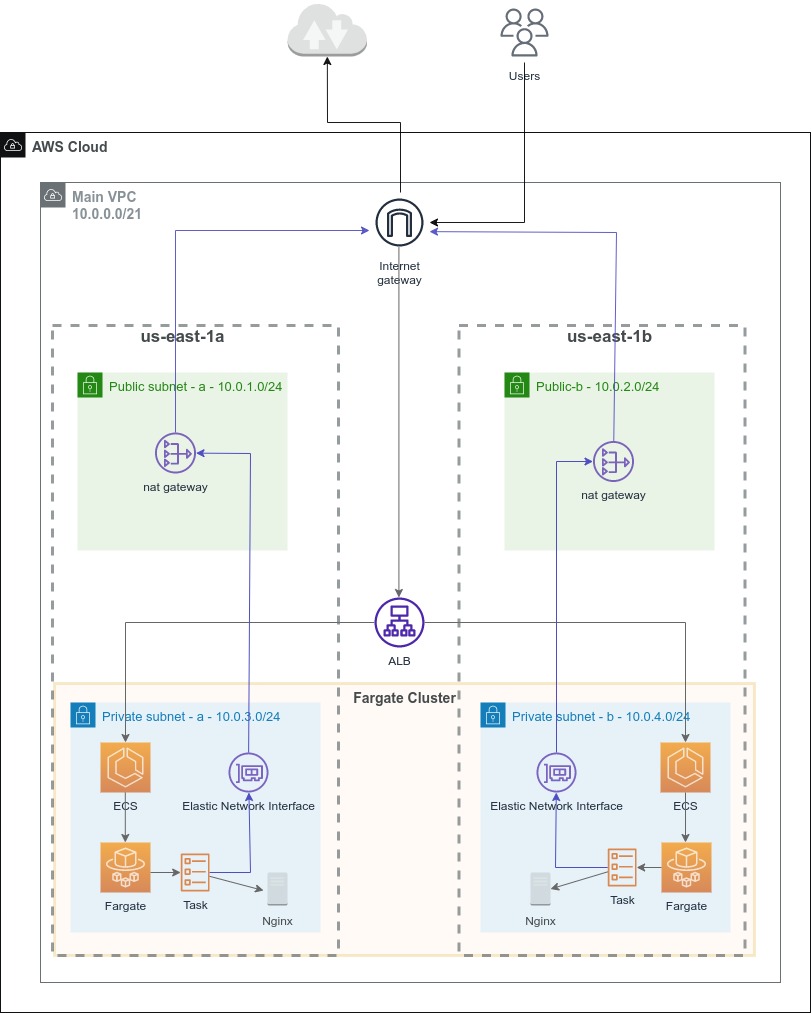 Users
AWS Cloud
Main VPC
10.0.0.0/21
Internet
gateway
us-east-1a
us-east-1b
Public subnet - a - 10.0.1.0/24
Public-b - 10.0.2.0/24
nat gateway
nat gateway
ALB
Fargate Cluster
Private subnet - a - 10.0.3.0/24
Private subnet - b - 10.0.4.0/24
ECS
Elastic Network Interface
Elastic Network Interface
ECS
Fargate
Task
Nginx
Nginx
Task
Fargate